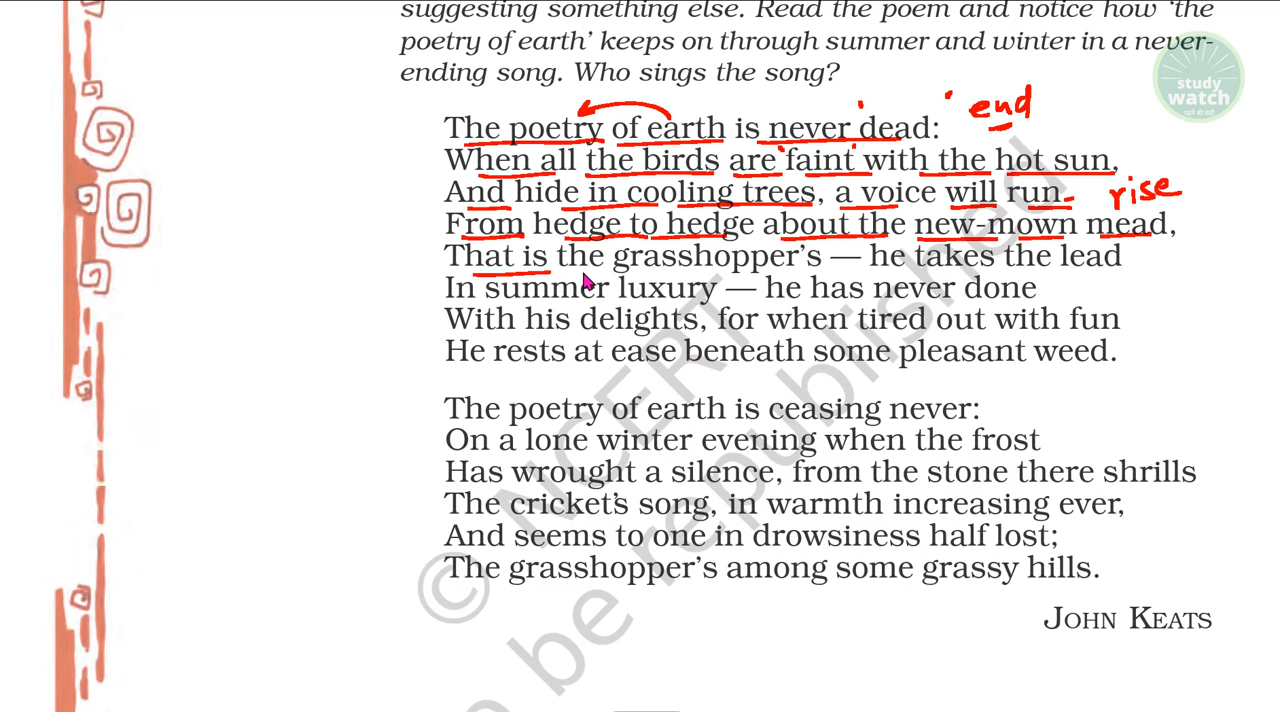 suggesting something else. Read the poem and notice how 'the
poetry of earth' keeps on through summer and winter in a never-
ending song. Who sings the song?
study
watch
end
The poetry of earth is never dead:
When all the birds are faint with the hot sun,
And hide in cooling trees, a voice will run
rise
From hedge to hedge about the new-mown mead,
That is the grasshopper's — he takes the lead
In summer luxury — he has never done
With his delights, for when tired out with fun
He rests at ease beneath some pleasant weed.
The poetry of earth is ceasing never:
On a lone winter evening when the frost
Has wrought a silence, from the stone there shrills
The cricket's song, in warmth increasing ever,
And seems to one in drowsiness half lost;
The grasshopper's among some grassy hills.
JOHN KEATS
© NCERT
be republished